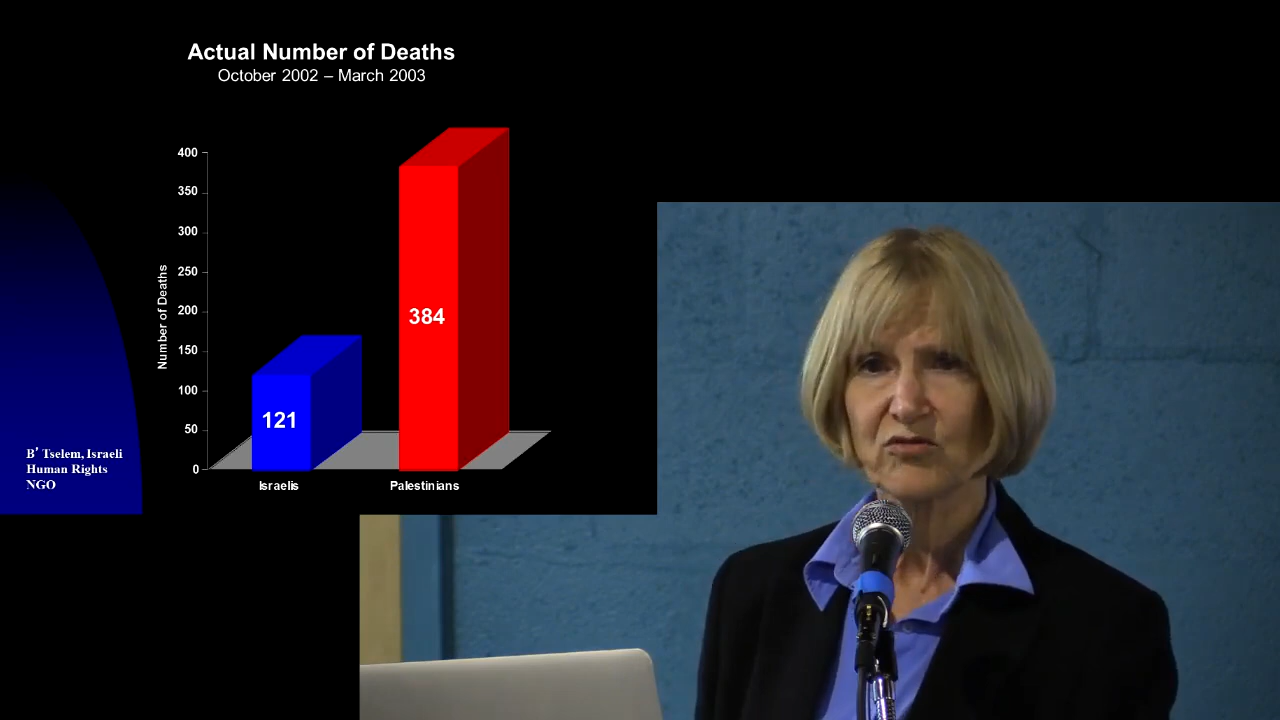 Actual Number of Deaths
October 2002 – March 2003
Number of Deaths
400
350
300
250
200
150
100
50
0
121
384
Israelis
Palestinians
B' Tselem, Israeli
Human Rights
NGO